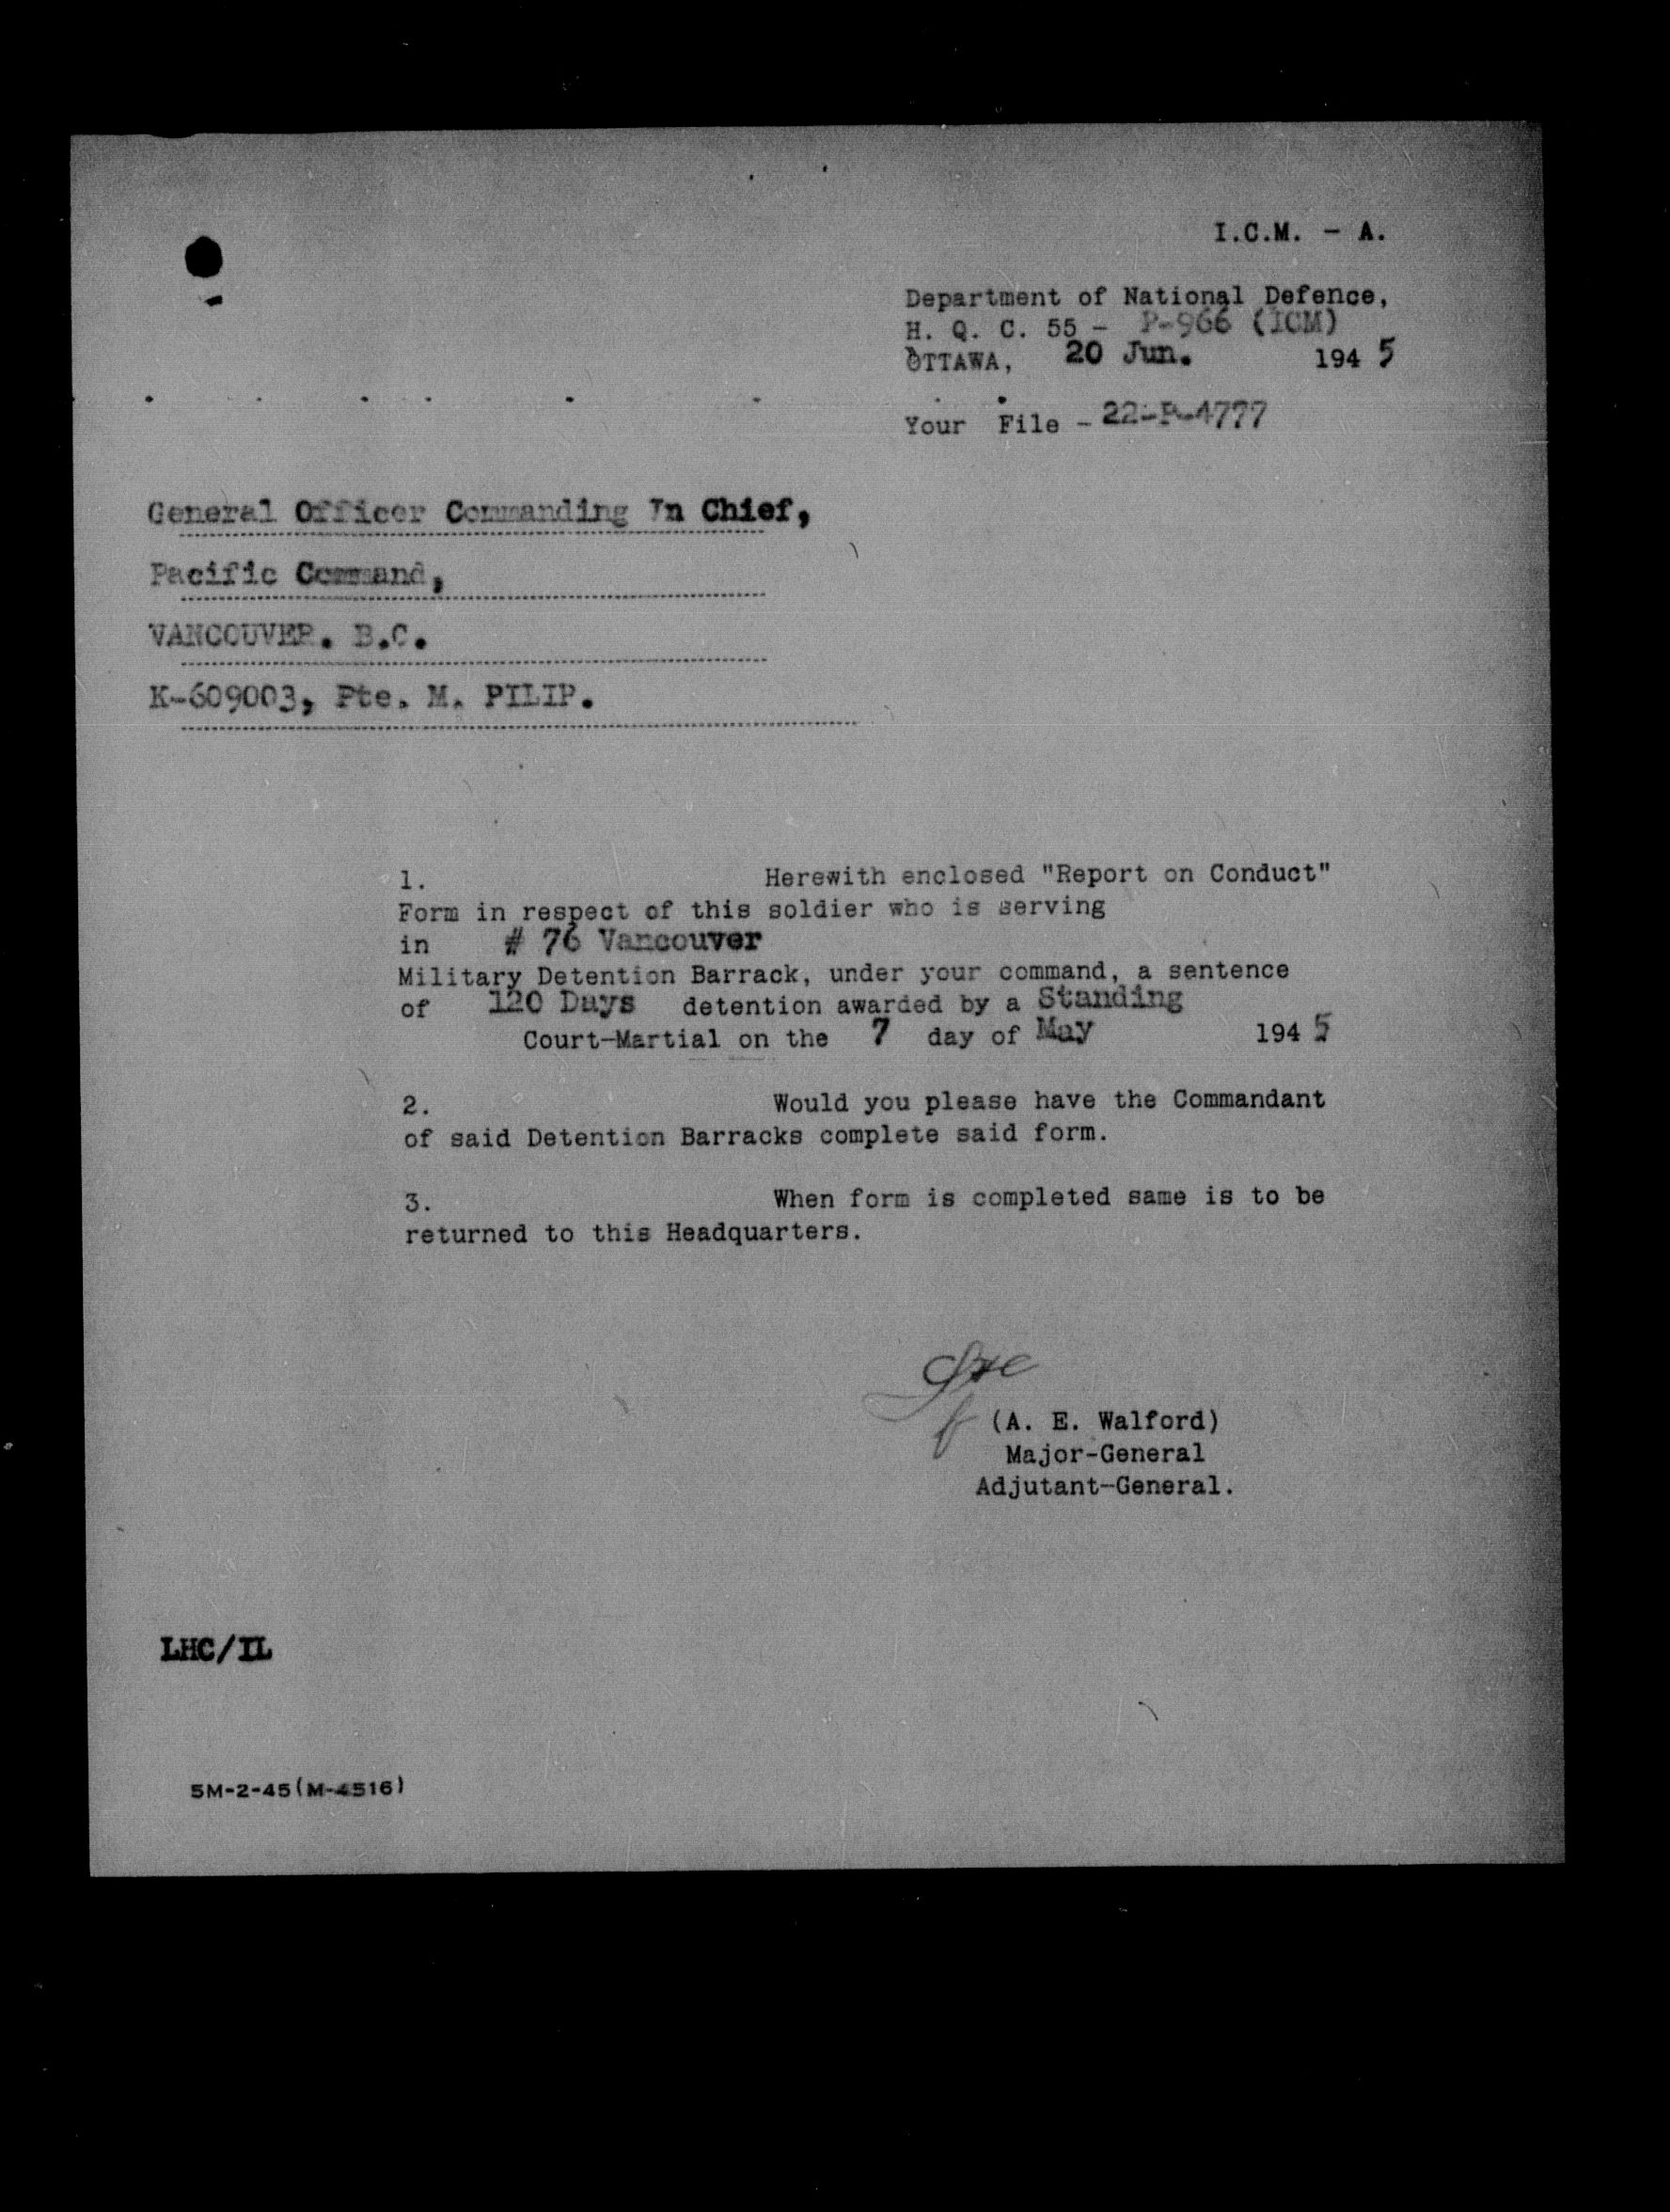 I.C.M. - A.
Department of National Defence,
H. Q. C. 55 - P-966 (ICM)
OTTAWA, 20 Jun. 194 5
Your File - 22-P-4777
General Officer Commanding In Chief,
Pacific Command,
VANCOUVER. B.C.
K-609003, Pte. M. PILIP.
1. Herewith enclosed "Report on Conduct"
Form in respect of this soldier who is serving
in # 76 Vancouver
Military Detention Barrack, under your command, a sentence
of 120 Days detention awarded by a Standing
Court-Martial on the 7 day of May 194 5
2. Would you please have the Commandant
of said Detention Barracks complete said form.
3. When form is completed same is to be
returned to this Headquarters.
(A. E. Walford)
Major-General
Adjutant-General.
LHC/IL
5M-2-45(M-4516)